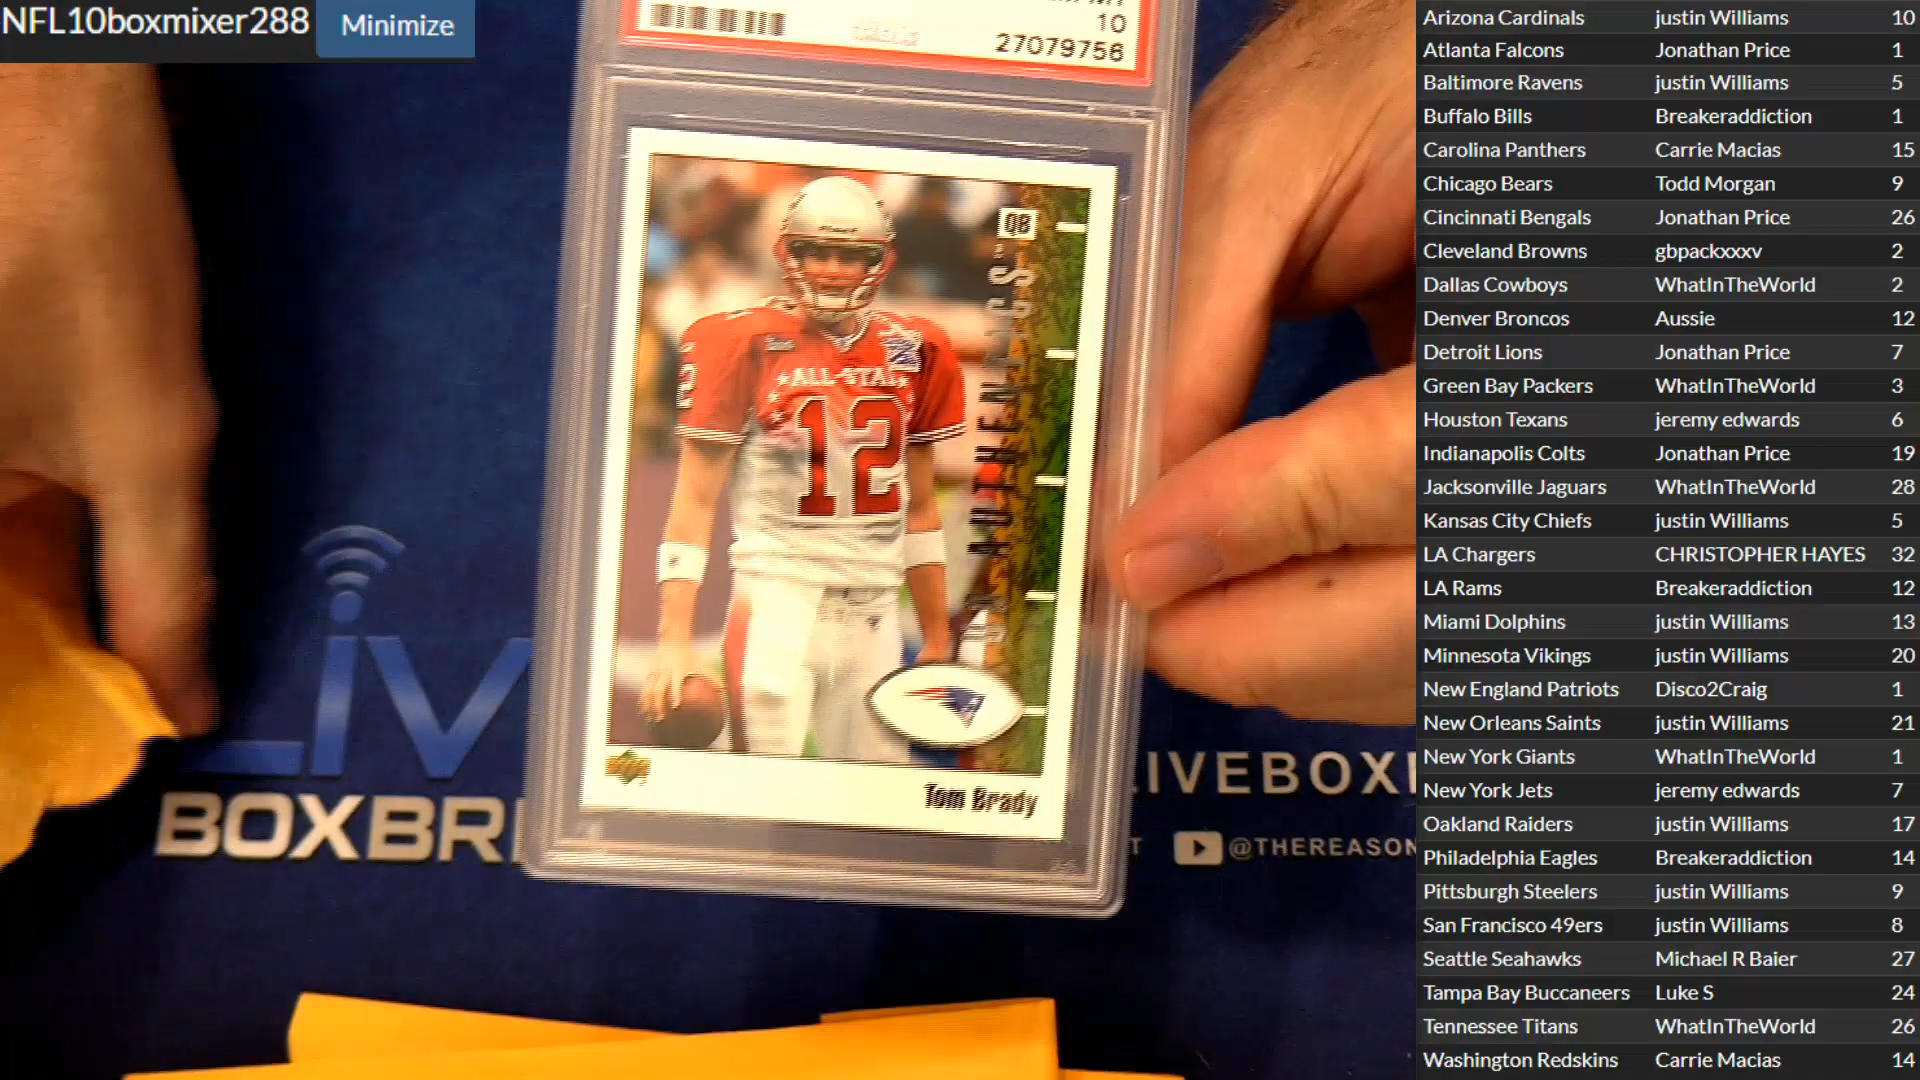 NFL10boxmixer288
Minimize
10
27079756
QB
AUTHENTICS
ALL-STAR
12
2
Tom Brady
LIV
BOXBR
LIVEBOX
T
@THEREASON
Arizona Cardinals justin Williams 10
Atlanta Falcons Jonathan Price 1
Baltimore Ravens justin Williams 5
Buffalo Bills Breakeraddiction 1
Carolina Panthers Carrie Macias 15
Chicago Bears Todd Morgan 9
Cincinnati Bengals Jonathan Price 26
Cleveland Browns gbpackxxxv 2
Dallas Cowboys WhatInTheWorld 2
Denver Broncos Aussie 12
Detroit Lions Jonathan Price 7
Green Bay Packers WhatInTheWorld 3
Houston Texans jeremy edwards 6
Indianapolis Colts Jonathan Price 19
Jacksonville Jaguars WhatInTheWorld 28
Kansas City Chiefs justin Williams 5
LA Chargers CHRISTOPHER HAYES 32
LA Rams Breakeraddiction 12
Miami Dolphins justin Williams 13
Minnesota Vikings justin Williams 20
New England Patriots Disco2Craig 1
New Orleans Saints justin Williams 21
New York Giants WhatInTheWorld 1
New York Jets jeremy edwards 7
Oakland Raiders justin Williams 17
Philadelphia Eagles Breakeraddiction 14
Pittsburgh Steelers justin Williams 9
San Francisco 49ers justin Williams 8
Seattle Seahawks Michael R Baier 27
Tampa Bay Buccaneers Luke S 24
Tennessee Titans WhatInTheWorld 26
Washington Redskins Carrie Macias 14